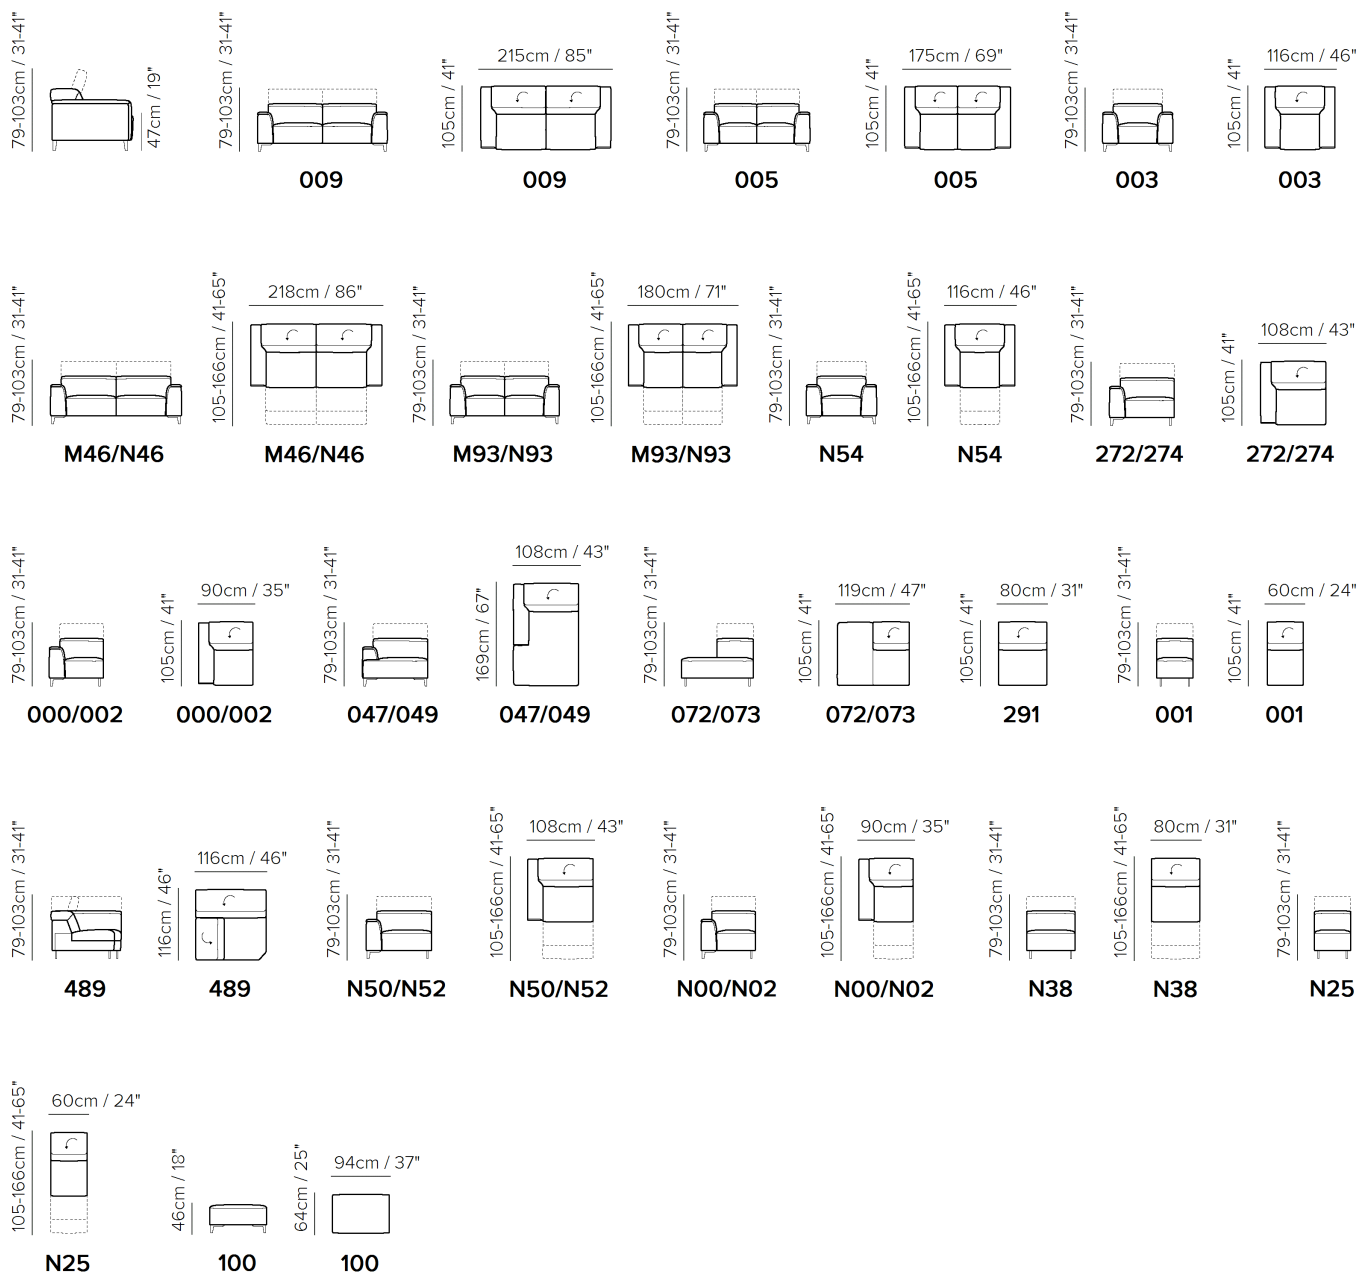 79-103cm / 31-41"
47cm / 19"
79-103cm / 31-41"
009
215cm / 85"
105cm / 41"
009
79-103cm / 31-41"
005
175cm / 69"
105cm / 41"
005
79-103cm / 31-41"
003
116cm / 46"
105cm / 41"
003
79-103cm / 31-41"
M46/N46
218cm / 86"
105-166cm / 41-65"
M46/N46
79-103cm / 31-41"
M93/N93
180cm / 71"
105-166cm / 41-65"
M93/N93
79-103cm / 31-41"
N54
116cm / 46"
105-166cm / 41-65"
N54
79-103cm / 31-41"
272/274
108cm / 43"
105cm / 41"
272/274
79-103cm / 31-41"
000/002
90cm / 35"
105cm / 41"
000/002
79-103cm / 31-41"
047/049
108cm / 43"
169cm / 67"
047/049
79-103cm / 31-41"
072/073
119cm / 47"
105cm / 41"
072/073
80cm / 31"
105cm / 41"
291
79-103cm / 31-41"
001
60cm / 24"
105cm / 41"
001
79-103cm / 31-41"
489
116cm / 46"
116cm / 46"
489
79-103cm / 31-41"
N50/N52
108cm / 43"
105-166cm / 41-65"
N50/N52
79-103cm / 31-41"
N00/N02
90cm / 35"
105-166cm / 41-65"
N00/N02
79-103cm / 31-41"
N38
80cm / 31"
105-166cm / 41-65"
N38
79-103cm / 31-41"
N25
60cm / 24"
105-166cm / 41-65"
N25
46cm / 18"
100
94cm / 37"
64cm / 25"
100